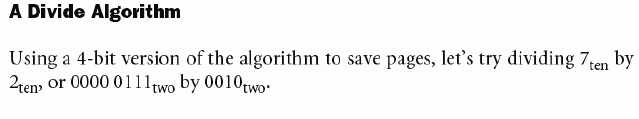 A Divide Algorithm
Using a 4-bit version of the algorithm to save pages, let's try dividing 7ten by
2ten, or 0000 0111two by 0010two.